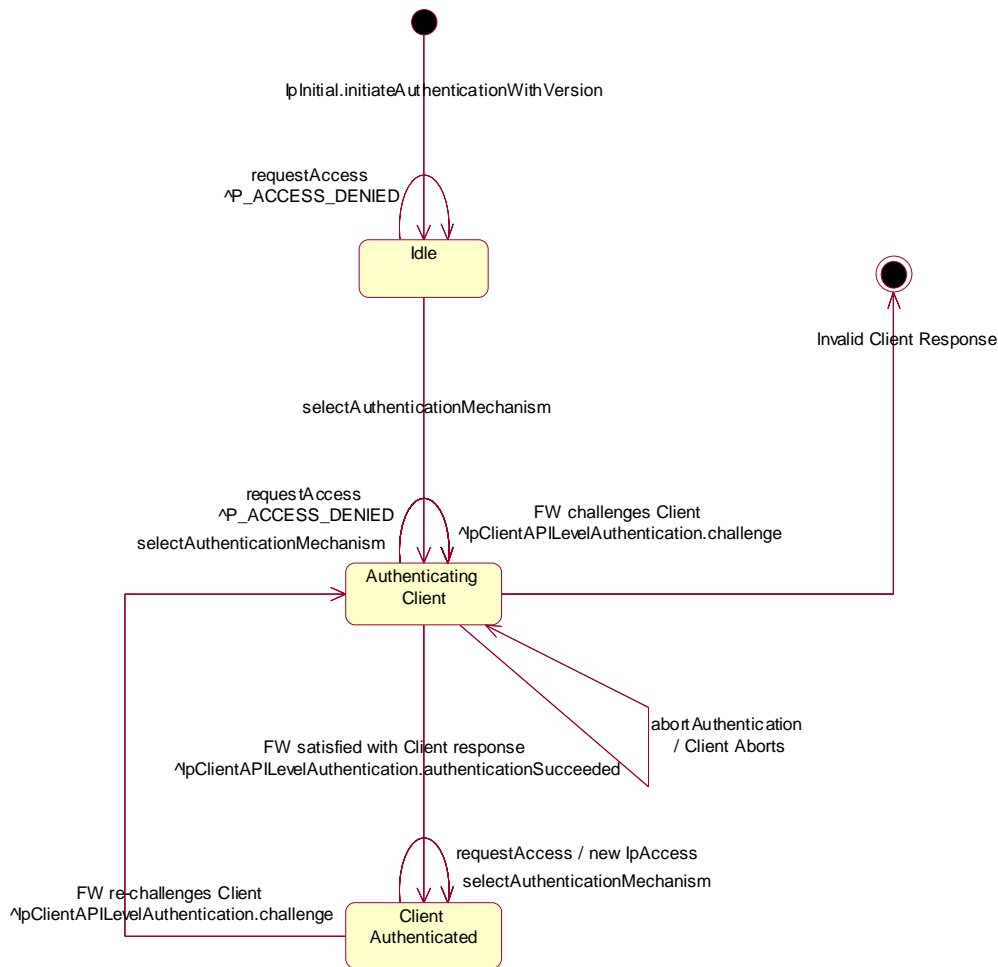 IpInitial.initiateAuthenticationWithVersion
requestAccess
^P_ACCESS_DENIED
Idle
Invalid Client Response
selectAuthenticationMechanism
requestAccess
^P_ACCESS_DENIED
selectAuthenticationMechanism
FW challenges Client
^IpClientAPILevelAuthentication.challenge
Authenticating
Client
abortAuthentication
/ Client Aborts
FW satisfied with Client response
^IpClientAPILevelAuthentication.authenticationSucceeded
requestAccess / new IpAccess
selectAuthenticationMechanism
FW re-challenges Client
^IpClientAPILevelAuthentication.challenge
Client
Authenticated